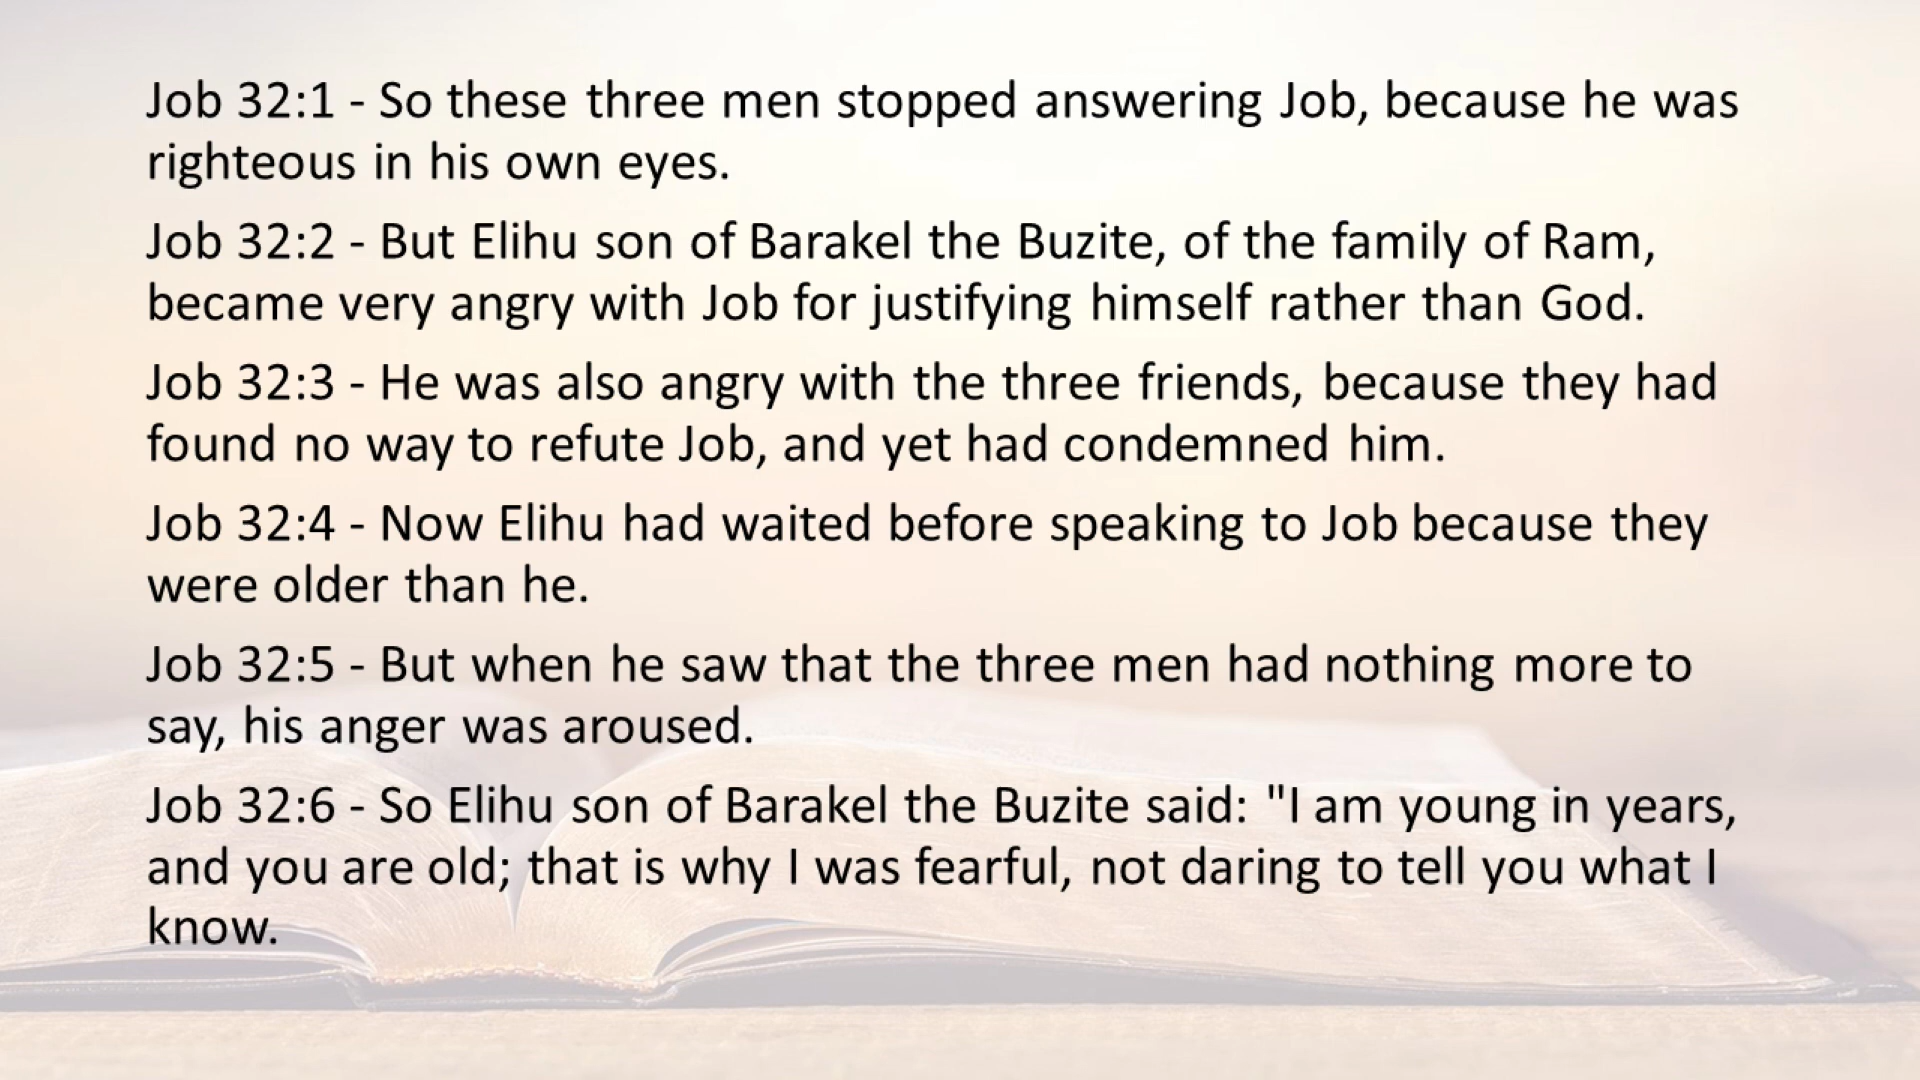 Job 32:1 - So these three men stopped answering Job, because he was
righteous in his own eyes.
Job 32:2 - But Elihu son of Barakel the Buzite, of the family of Ram,
became very angry with Job for justifying himself rather than God.
Job 32:3 - He was also angry with the three friends, because they had
found no way to refute Job, and yet had condemned him.
Job 32:4 - Now Elihu had waited before speaking to Job because they
were older than he.
Job 32:5 - But when he saw that the three men had nothing more to
say, his anger was aroused.
Job 32:6 - So Elihu son of Barakel the Buzite said: "I am young in years,
and you are old; that is why I was fearful, not daring to tell you what I
know.